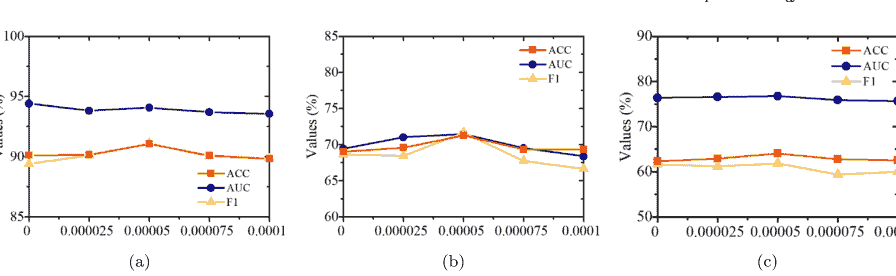 100
95
90
85
Values (%)
ACC
AUC
F1
0
0.000025
0.00005
0.000075
0.0001
(a)
85
80
75
70
65
60
Values (%)
ACC
AUC
F1
0
0.000025
0.00005
0.000075
0.0001
(b)
90
80
70
60
50
Values (%)
ACC
AUC
F1
0
0.000025
0.00005
0.000075
(c)